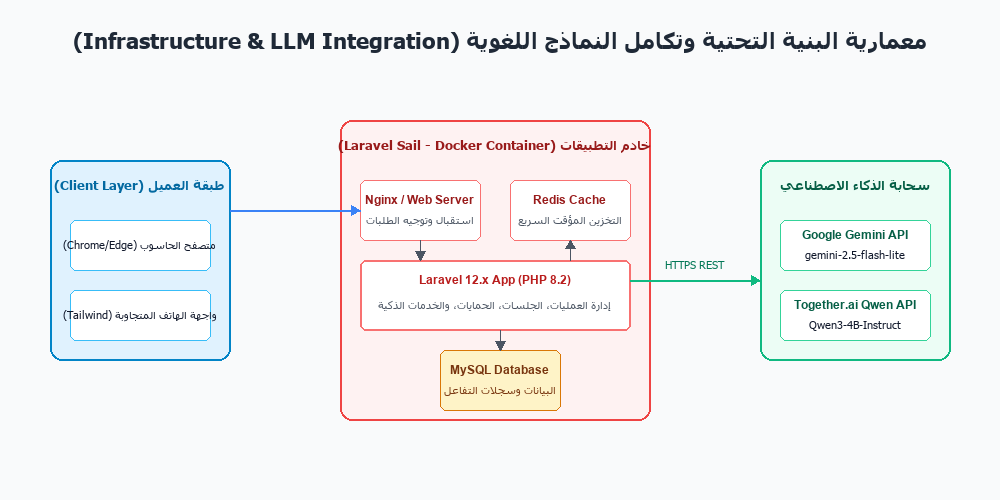 معمارية البنية التحتية وتكامل النماذج اللغوية (Infrastructure & LLM Integration)
طبقة العميل (Client Layer)
متصفح الحاسوب (Chrome/Edge)
واجهة الهاتف المتجاوبة (Tailwind)
خادم التطبيقات (Laravel Sail - Docker Container)
Nginx / Web Server
استقبال وتوجيه الطلبات
Redis Cache
التخزين المؤقت السريع
Laravel 12.x App (PHP 8.2)
إدارة العمليات، الجلسات، الحمايات، والخدمات الذكية
MySQL Database
البيانات وسجلات التفاعل
HTTPS REST
سحابة الذكاء الاصطناعي
Google Gemini API
gemini-2.5-flash-lite
Together.ai Qwen API
Qwen3-4B-Instruct